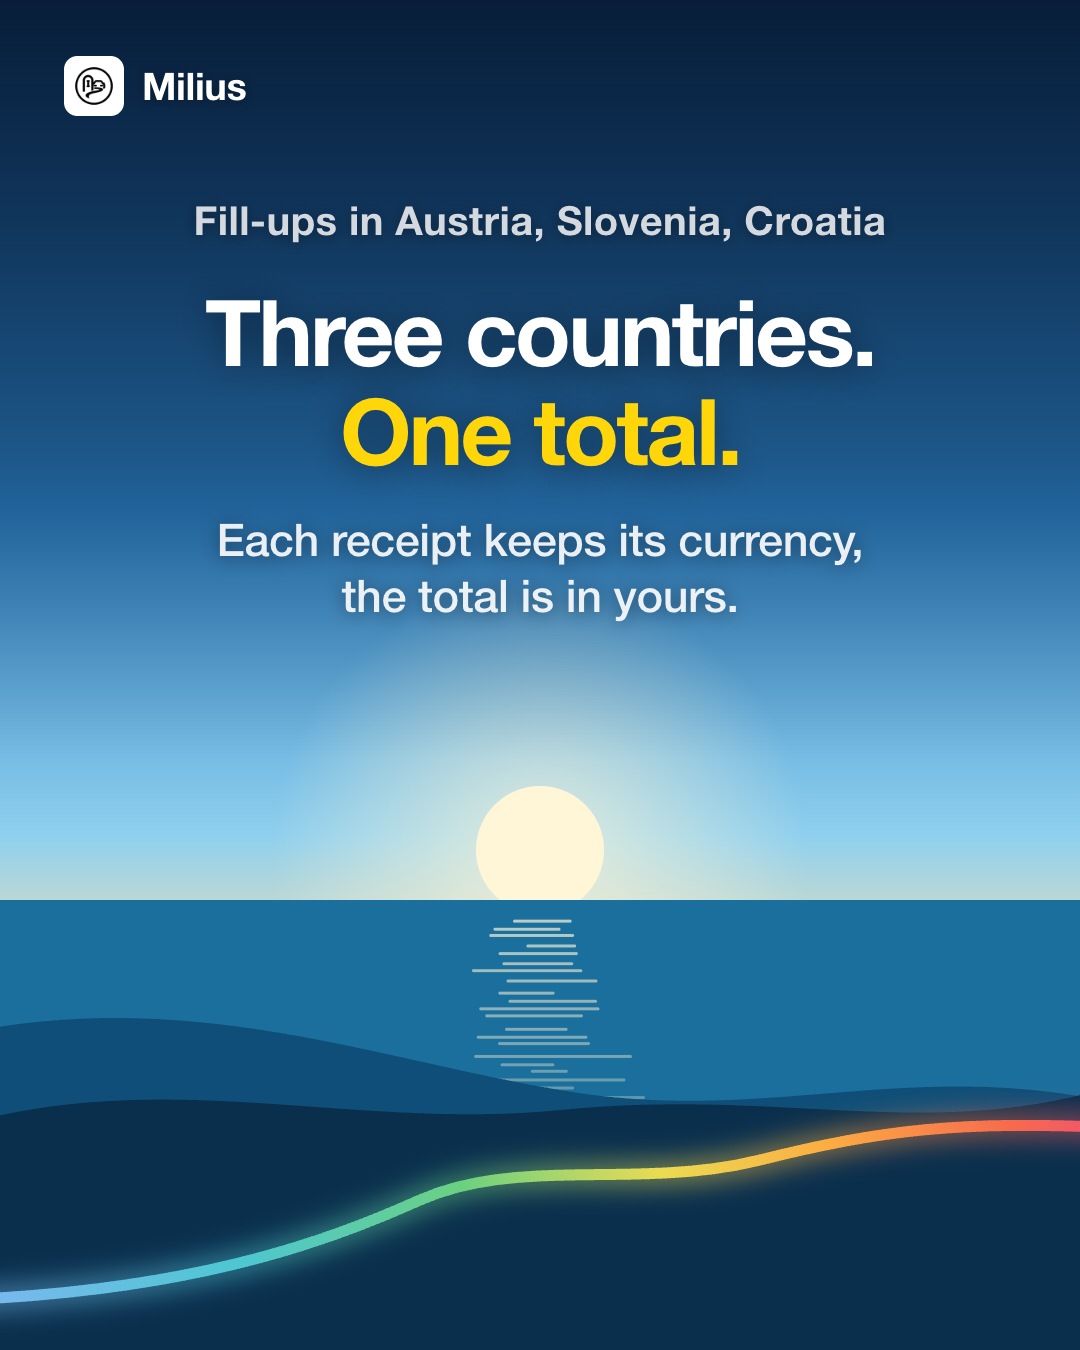 Milius
Fill-ups in Austria, Slovenia, Croatia
Three countries.
One total.
Each receipt keeps its currency,
the total is in yours.